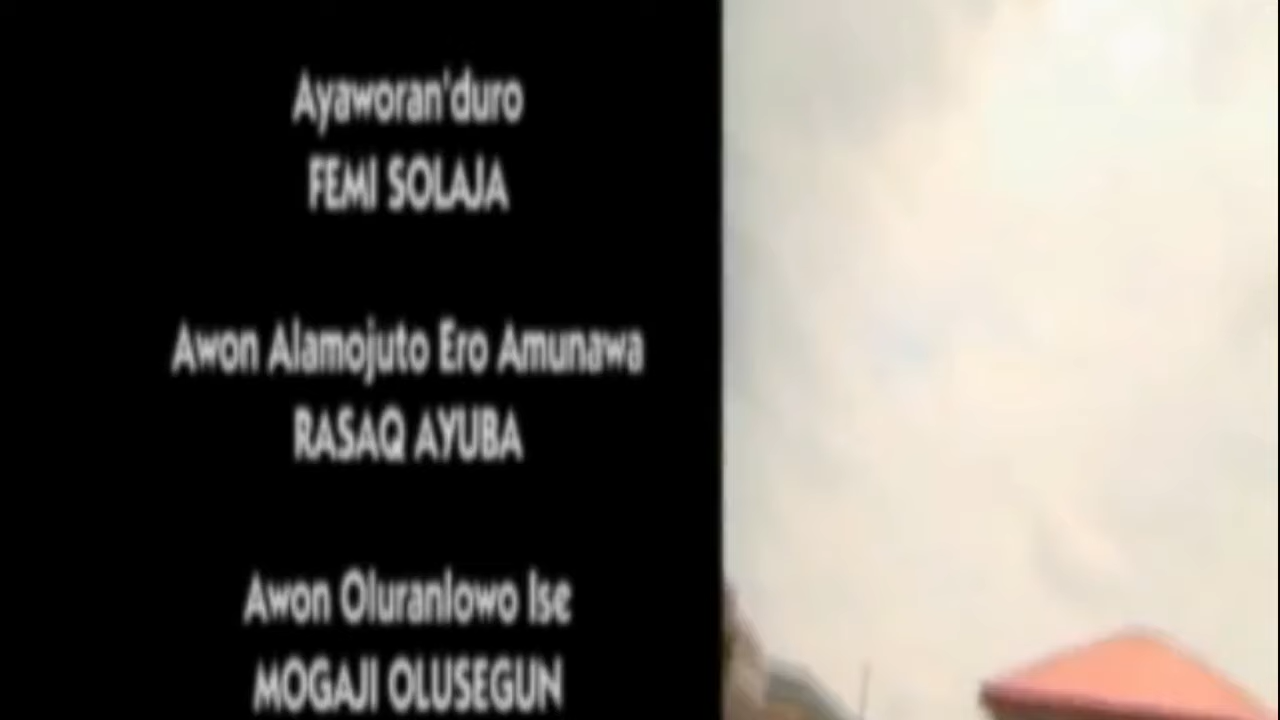 Ayaworan'duro
FEMI SOLAJA
Awon Alamojuto Ero Amunawa
RASAQ AYUBA
Awon Oluranlowo Ise
MOGAJI OLUSEGUN